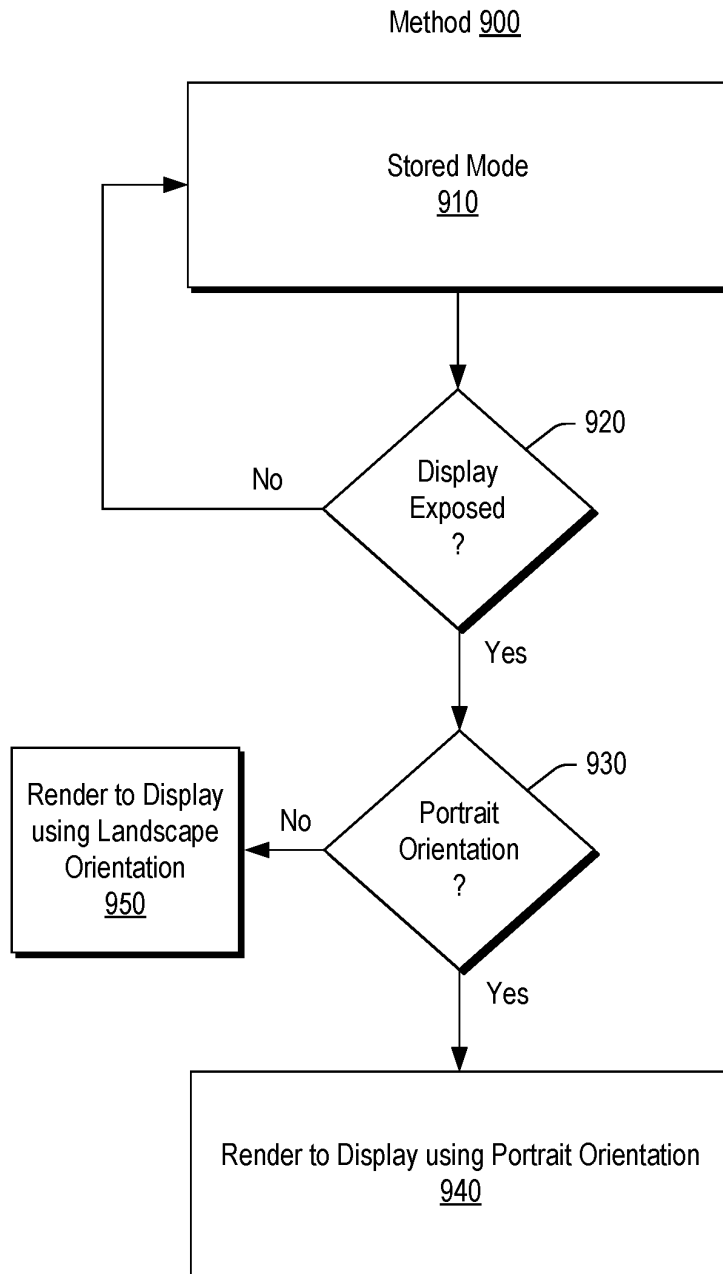 Method 900
Stored Mode
910
920
Display
Exposed
?
No
Yes
930
Portrait
Orientation
?
No
Render to Display
using Landscape
Orientation
950
Yes
Render to Display using Portrait Orientation
940